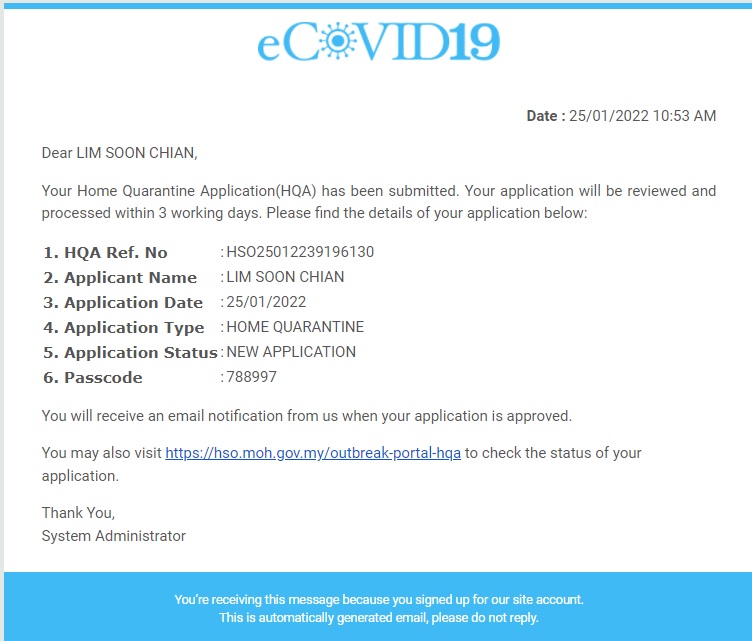 eCOVID19
Date : 25/01/2022 10:53 AM
Dear LIM SOON CHIAN,
Your Home Quarantine Application(HQA) has been submitted. Your application will be reviewed and
processed within 3 working days. Please find the details of your application below:
1. HQA Ref. No : HSO25012239196130
2. Applicant Name : LIM SOON CHIAN
3. Application Date : 25/01/2022
4. Application Type : HOME QUARANTINE
5. Application Status : NEW APPLICATION
6. Passcode : 788997
You will receive an email notification from us when your application is approved.
You may also visit https://hso.moh.gov.my/outbreak-portal-hqa to check the status of your
application.
Thank You,
System Administrator
You’re receiving this message because you signed up for our site account.
This is automatically generated email, please do not reply.